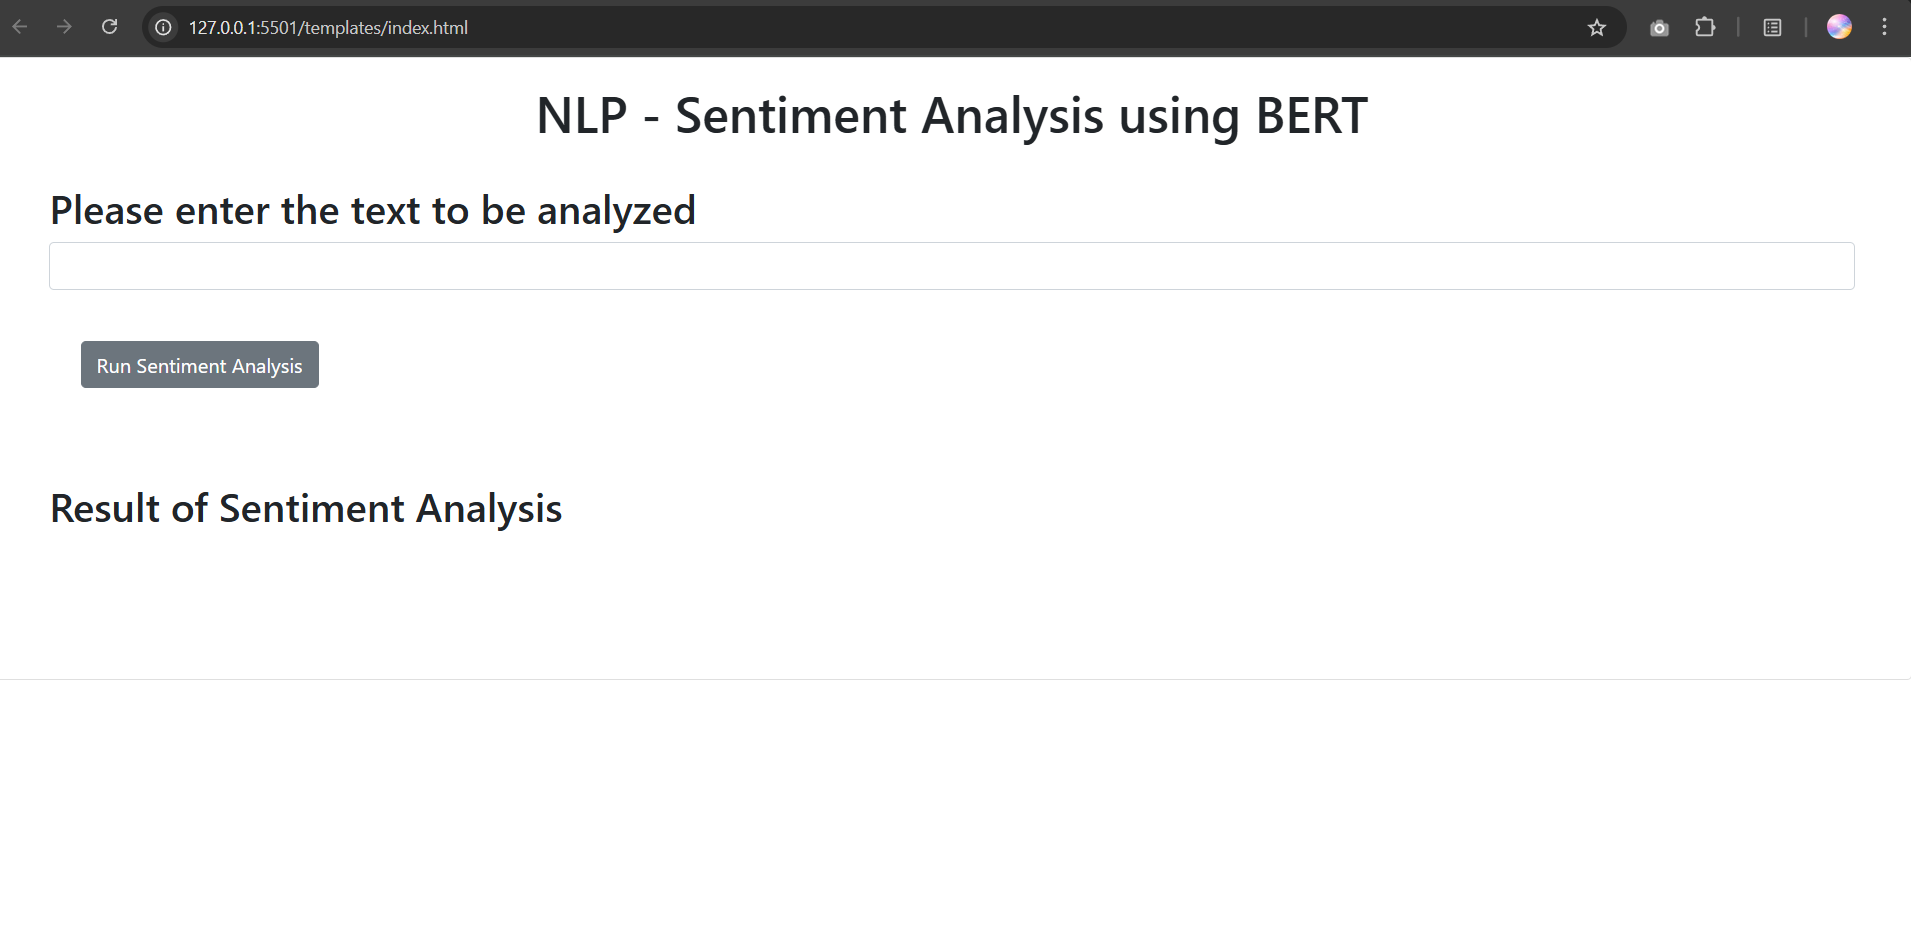 127.0.0.1:5501/templates/index.html
NLP - Sentiment Analysis using BERT
Please enter the text to be analyzed
Run Sentiment Analysis
Result of Sentiment Analysis